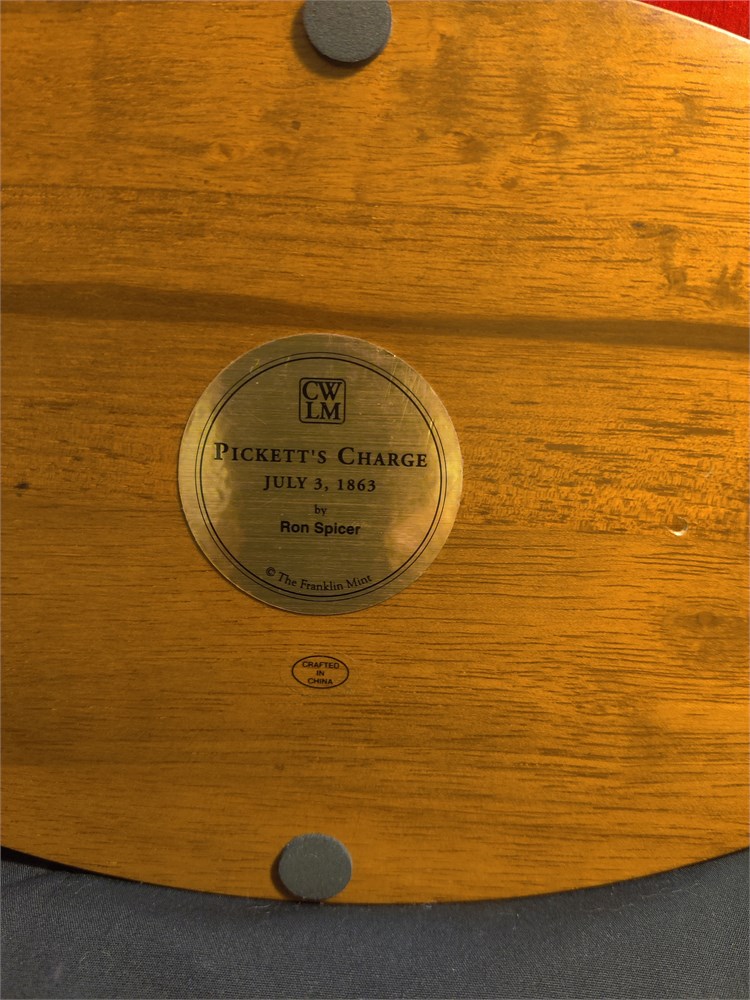 CW
LM
PICKETT'S CHARGE
JULY 3, 1863
by
Ron Spicer
© The Franklin Mint
CRAFTED
IN
CHINA